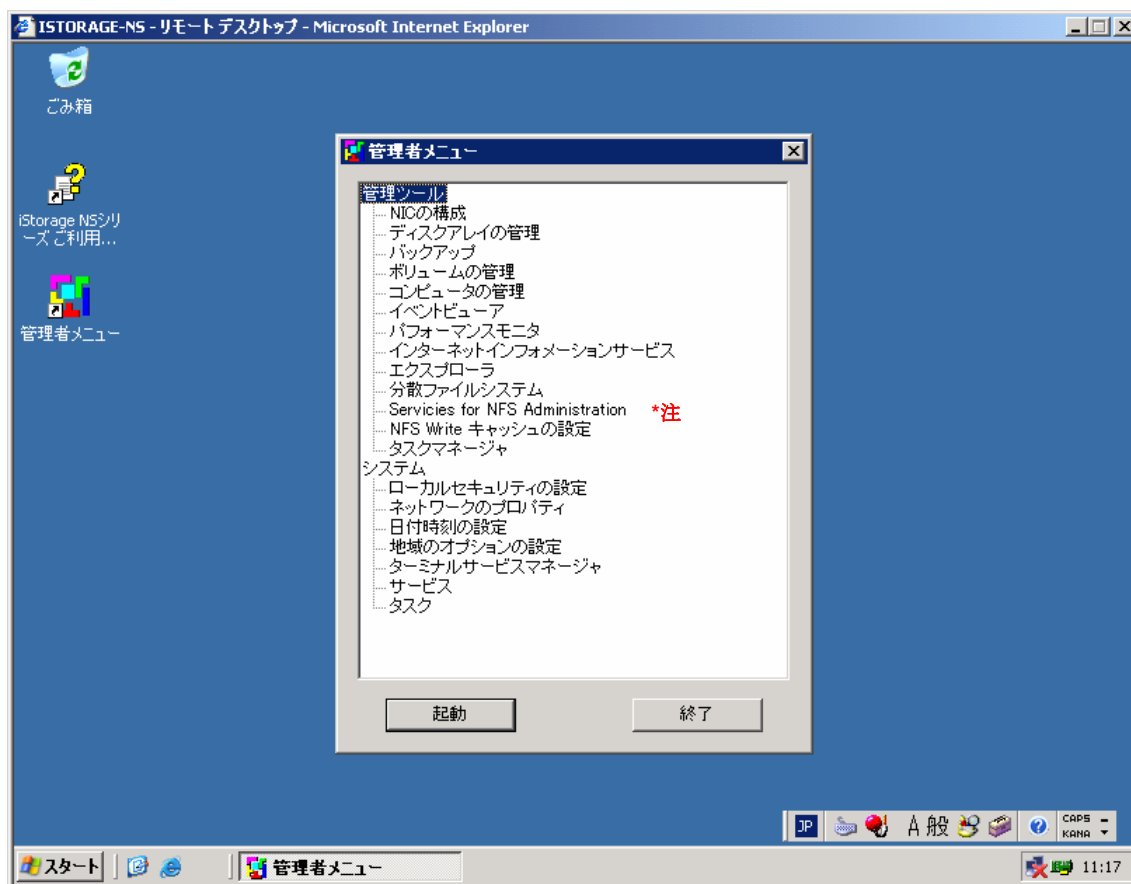 ISTORAGE-NS - リモート デスクトップ - Microsoft Internet Explorer
ごみ箱
iStorage NSシリ
ーズ ご利用...
管理者メニュー
管理者メニュー
管理ツール
NICの構成
ディスクアレイの管理
バックアップ
ボリュームの管理
コンピュータの管理
イベントビューア
パフォーマンスモニタ
インターネットインフォメーションサービス
エクスプローラ
分散ファイルシステム
Servicies for NFS Administration *注
NFS Write キャッシュの設定
タスクマネージャ
システム
ローカルセキュリティの設定
ネットワークのプロパティ
日付時刻の設定
地域のオプションの設定
ターミナルサービスマネージャ
サービス
タスク
起動 終了
JP A 般 CAPS
KANA
スタート 管理者メニュー 11:17